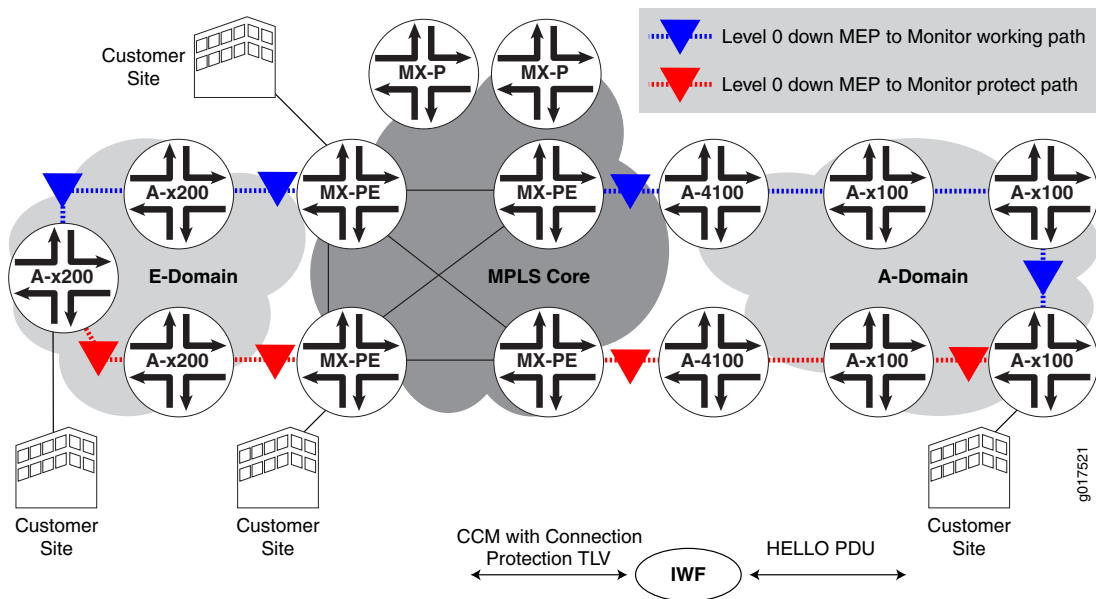 Customer
Site
MX-P
MX-P
Level 0 down MEP to Monitor working path
Level 0 down MEP to Monitor protect path
A-x200
MX-PE
MX-PE
A-4100
A-x100
A-x100
A-x200
E-Domain
MPLS Core
A-Domain
A-x200
MX-PE
MX-PE
A-4100
A-x100
A-x100
g017521
Customer
Site
Customer
Site
Customer
Site
CCM with Connection
Protection TLV
IWF
HELLO PDU